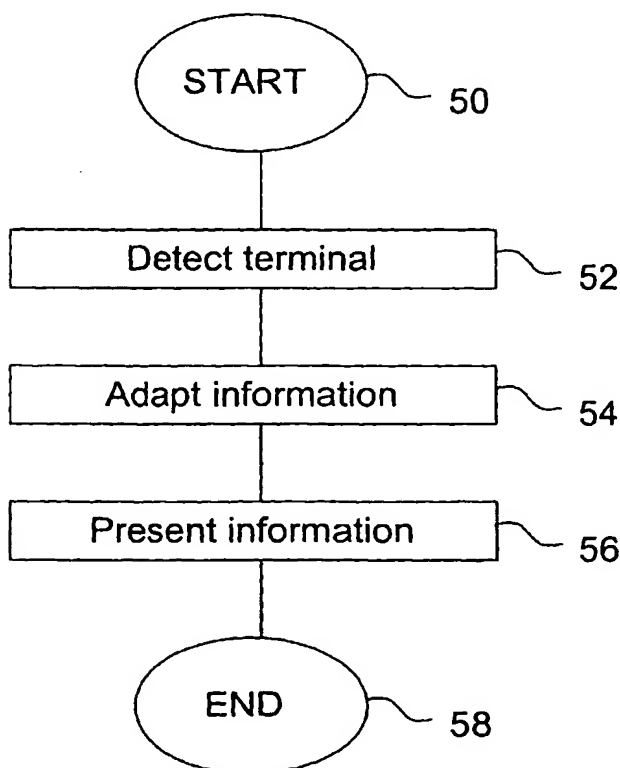 START
50
Detect terminal
52
Adapt information
54
Present information
56
END
58